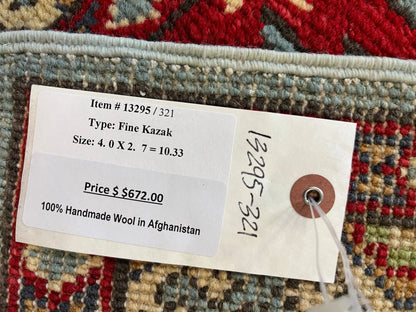 Item # 13295 / 321
Type: Fine Kazak
Size: 4. 0 X 2. 7 = 10.33
Price $ $672.00
100% Handmade Wool in Afghanistan
13295-321